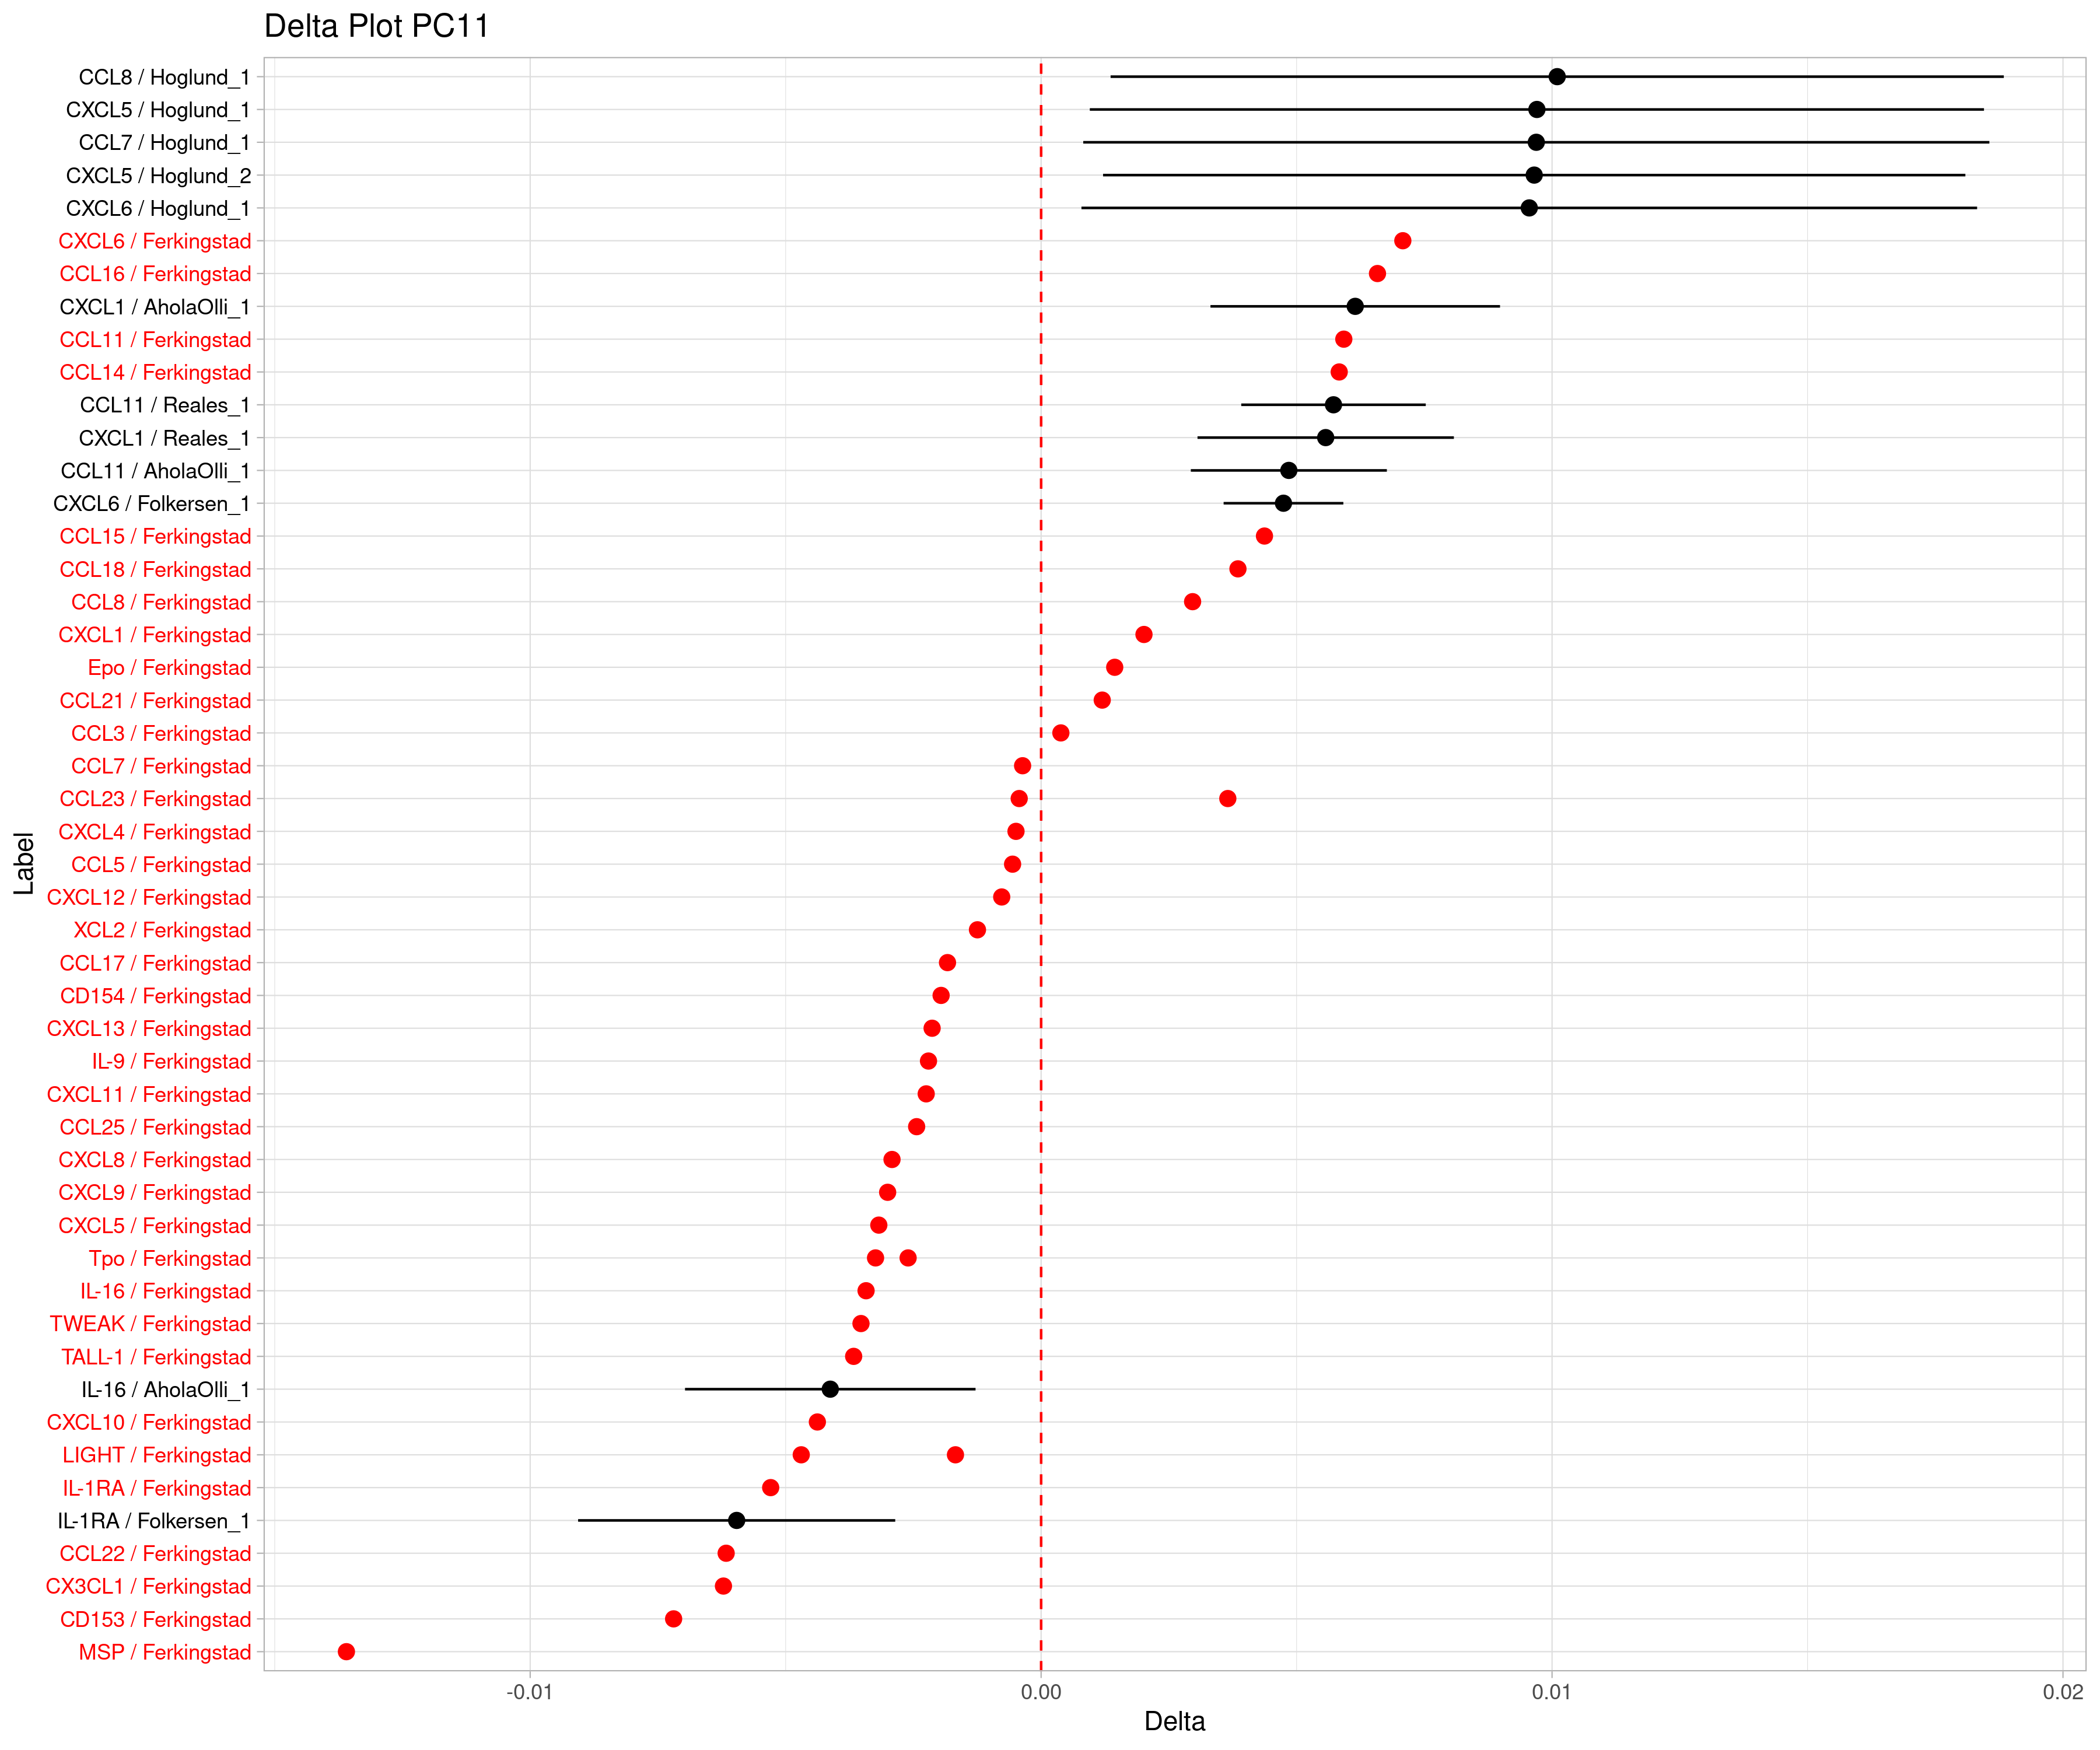 Delta Plot PC11
CCL8 / Hoglund_1
CXCL5 / Hoglund_1
CCL7 / Hoglund_1
CXCL5 / Hoglund_2
CXCL6 / Hoglund_1
CXCL6 / Ferkingstad
CCL16 / Ferkingstad
CXCL1 / AholaOlli_1
CCL11 / Ferkingstad
CCL14 / Ferkingstad
CCL11 / Reales_1
CXCL1 / Reales_1
CCL11 / AholaOlli_1
CXCL6 / Folkersen_1
CCL15 / Ferkingstad
CCL18 / Ferkingstad
CCL8 / Ferkingstad
CXCL1 / Ferkingstad
Epo / Ferkingstad
CCL21 / Ferkingstad
CCL3 / Ferkingstad
CCL7 / Ferkingstad
CCL23 / Ferkingstad
CXCL4 / Ferkingstad
CCL5 / Ferkingstad
CXCL12 / Ferkingstad
XCL2 / Ferkingstad
CCL17 / Ferkingstad
CD154 / Ferkingstad
CXCL13 / Ferkingstad
IL-9 / Ferkingstad
CXCL11 / Ferkingstad
CCL25 / Ferkingstad
CXCL8 / Ferkingstad
CXCL9 / Ferkingstad
CXCL5 / Ferkingstad
Tpo / Ferkingstad
IL-16 / Ferkingstad
TWEAK / Ferkingstad
TALL-1 / Ferkingstad
IL-16 / AholaOlli_1
CXCL10 / Ferkingstad
LIGHT / Ferkingstad
IL-1RA / Ferkingstad
IL-1RA / Folkersen_1
CCL22 / Ferkingstad
CX3CL1 / Ferkingstad
CD153 / Ferkingstad
MSP / Ferkingstad
Label
-0.01 0.00 0.01 0.02
Delta